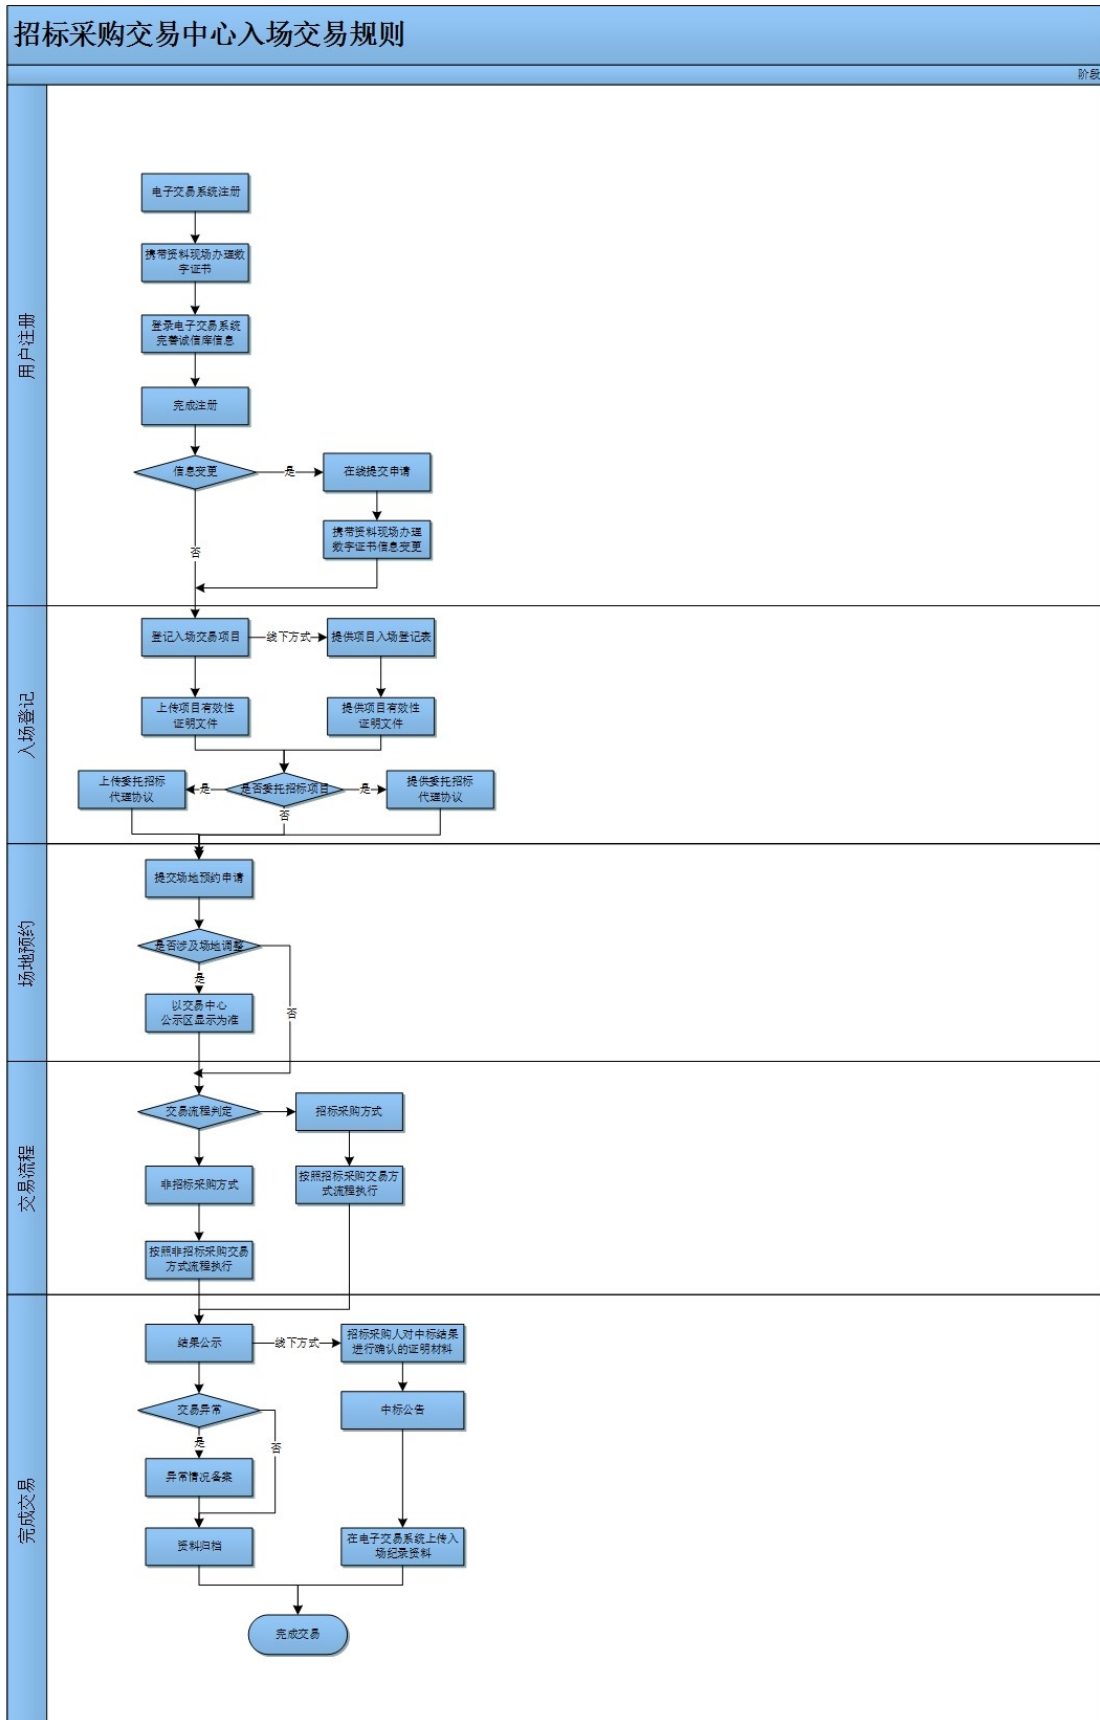 招标采购交易中心入场交易规则
阶段
用户注册
电子交易系统注册
携带资料现场办理数
字证书
登录电子交易系统
完善诚信库信息
完成注册
信息变更
是
在线提交申请
携带资料现场办理
数字证书信息变更
否
入场登记
登记入场交易项目
线下方式
提供项目入场登记表
上传项目有效性
证明文件
提供项目有效性
证明文件
上传委托招标
代理协议
是
是否委托招标项目
是
提供委托招标
代理协议
否
场地预约
提交场地预约申请
是否涉及场地调整
是
否
以交易中心
公示区显示为准
交易流程
交易流程判定
招标采购方式
非招标采购方式
按照招标采购交易方
式流程执行
按照非招标采购交易
方式流程执行
完成交易
结果公示
线下方式
招标采购人对中标结果
进行确认的证明材料
交易异常
中标公告
是
否
异常情况备案
资料归档
在电子交易系统上传入
场纪录资料
完成交易